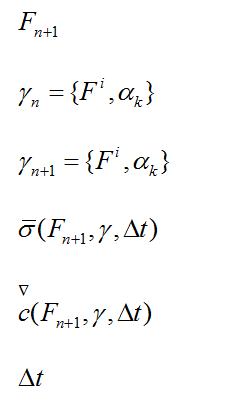 F_{n+1}
γ_n = {F^i, α_k}
γ_{n+1} = {F^i, α_k}
σ̅(F_{n+1}, γ, Δt)
∇
c(F_{n+1}, γ, Δt)
Δt